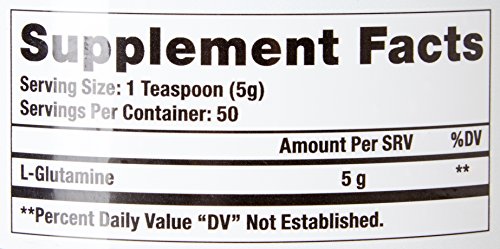 Supplement Facts
Serving Size: 1 Teaspoon (5g)
Servings Per Container: 50
Amount Per SRV %DV
L-Glutamine 5 g **
**Percent Daily Value “DV” Not Established.